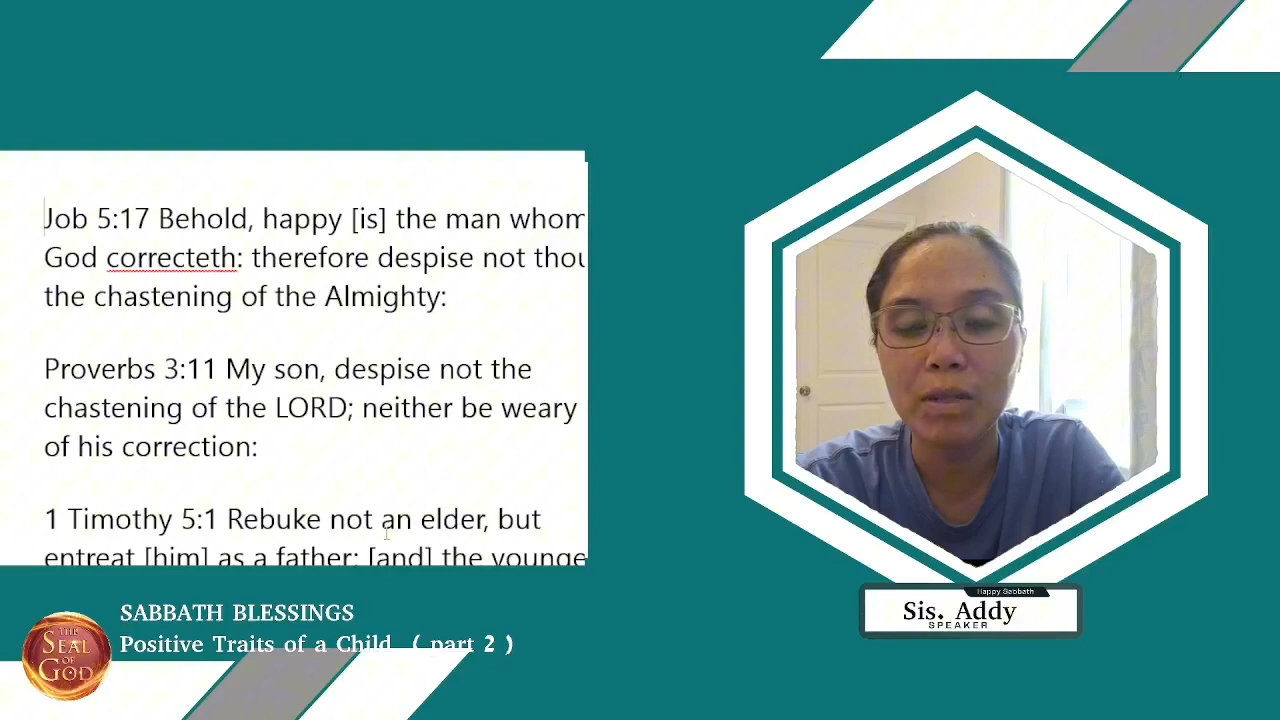 Job 5:17 Behold, happy [is] the man whom
God correcteth: therefore despise not thou
the chastening of the Almighty:
Proverbs 3:11 My son, despise not the
chastening of the LORD; neither be weary
of his correction:
1 Timothy 5:1 Rebuke not an elder, but
entreat [him] as a father; [and] the younge
Happy Sabbath
Sis. Addy
SPEAKER
SABBATH BLESSINGS
Positive Traits of a Child ( part 2 )
THE
SEAL
OF
GOD